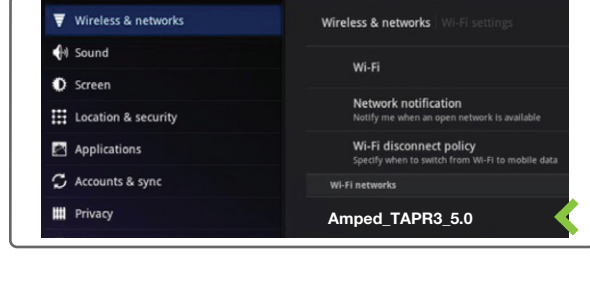 Wireless & networks
Sound
Screen
Location & security
Applications
Accounts & sync
Privacy
Wireless & networks Wi-Fi settings
Wi-Fi
Network notification
Notify me when an open network is available
Wi-Fi disconnect policy
Specify when to switch from Wi-Fi to mobile data
Wi-Fi networks
Amped_TAPR3_5.0